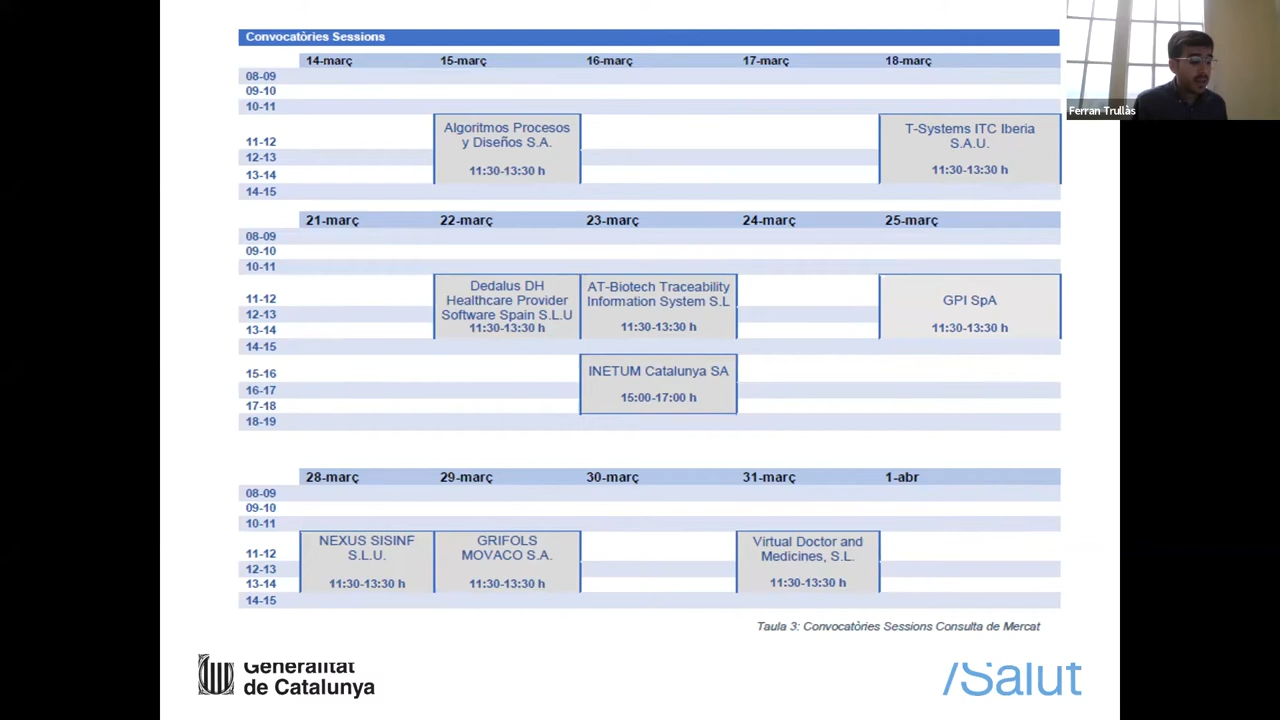 Convocatòries Sessions
14-març 15-març 16-març 17-març 18-març
08-09
09-10
10-11
11-12
12-13
13-14
14-15
Algoritmos Procesos
y Diseños S.A.
11:30-13:30 h
T-Systems ITC Iberia
S.A.U.
11:30-13:30 h
21-març 22-març 23-març 24-març 25-març
08-09
09-10
10-11
11-12
12-13
13-14
14-15
15-16
16-17
17-18
18-19
Dedalus DH
Healthcare Provider
Software Spain S.L.U
11:30-13:30 h
AT-Biotech Traceability
Information System S.L
11:30-13:30 h
GPI SpA
11:30-13:30 h
INETUM Catalunya SA
15:00-17:00 h
28-març 29-març 30-març 31-març 1-abr
08-09
09-10
10-11
11-12
12-13
13-14
14-15
NEXUS SISINF
S.L.U.
11:30-13:30 h
GRIFOLS
MOVACO S.A.
11:30-13:30 h
Virtual Doctor and
Medicines, S.L.
11:30-13:30 h
Taula 3: Convocatòries Sessions Consulta de Mercat
Generalitat
de Catalunya
/Salut
Ferran Trullàs